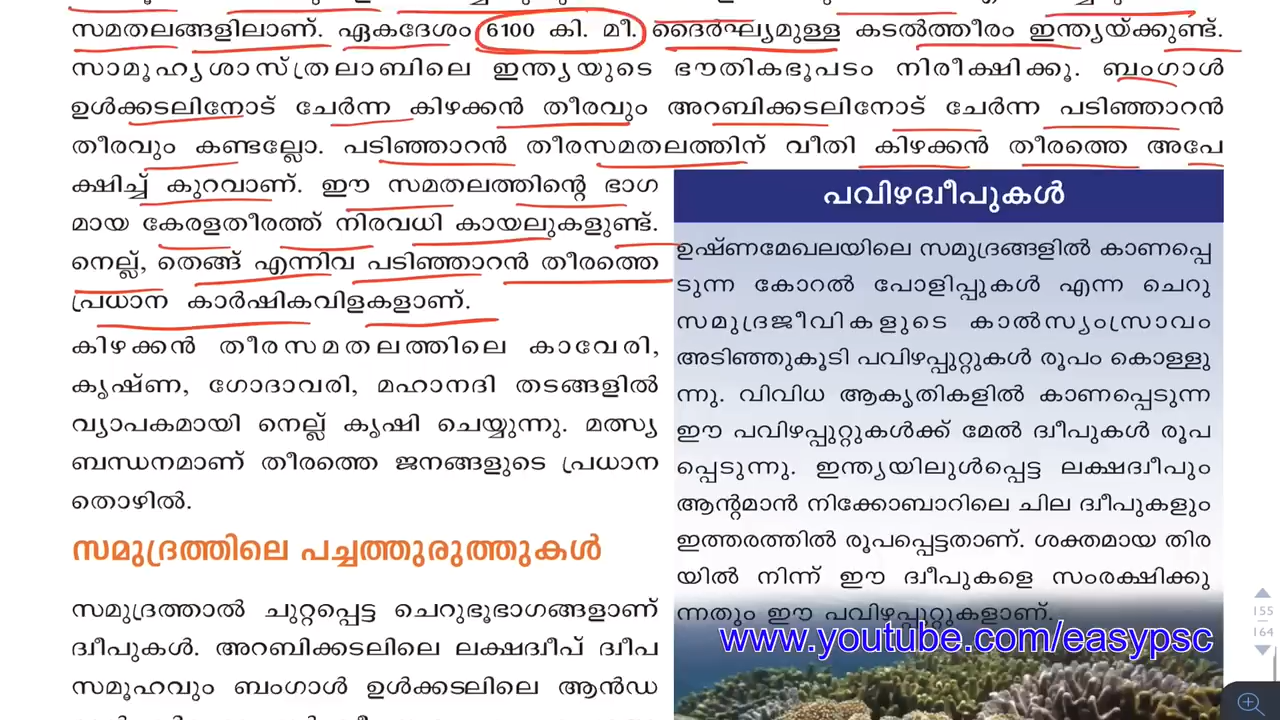 സമതലങ്ങളിലാണ്. ഏകദേശം 6100 കി. മീ. ദൈർഘ്യമുള്ള കടൽത്തീരം ഇന്ത്യയ്ക്കുണ്ട്.
സാമൂഹ്യശാസ്ത്രലാബിലെ ഇന്ത്യയുടെ ഭൗതികഭൂപടം നിരീക്ഷിക്കൂ. ബംഗാൾ
ഉൾക്കടലിനോട് ചേർന്ന കിഴക്കൻ തീരവും അറബിക്കടലിനോട് ചേർന്ന പടിഞ്ഞാറൻ
തീരവും കണ്ടല്ലോ. പടിഞ്ഞാറൻ തീരസമതലത്തിന് വീതി കിഴക്കൻ തീരത്തെ അപേ
ക്ഷിച്ച് കുറവാണ്. ഈ സമതലത്തിന്റെ ഭാഗ
മായ കേരളതീരത്ത് നിരവധി കായലുകളുണ്ട്.
നെല്ല്, തെങ്ങ് എന്നിവ പടിഞ്ഞാറൻ തീരത്തെ
പ്രധാന കാർഷികവിളകളാണ്.
കിഴക്കൻ തീരസമതലത്തിലെ കാവേരി,
കൃഷ്ണ, ഗോദാവരി, മഹാനദി തടങ്ങളിൽ
വ്യാപകമായി നെല്ല് കൃഷി ചെയ്യുന്നു. മത്സ്യ
ബന്ധനമാണ് തീരത്തെ ജനങ്ങളുടെ പ്രധാന
തൊഴിൽ.
സമുദ്രത്തിലെ പച്ചത്തുരുത്തുകൾ
സമുദ്രത്താൽ ചുറ്റപ്പെട്ട ചെറുഭൂഭാഗങ്ങളാണ്
ദ്വീപുകൾ. അറബിക്കടലിലെ ലക്ഷദ്വീപ് ദ്വീപ
സമൂഹവും ബംഗാൾ ഉൾക്കടലിലെ ആൻഡ
പവിഴദ്വീപുകൾ
ഉഷ്ണമേഖലയിലെ സമുദ്രങ്ങളിൽ കാണപ്പെ
ടുന്ന കോറൽ പോളിപ്പുകൾ എന്ന ചെറു
സമുദ്രജീവികളുടെ കാൽസ്യംസ്രാവം
അടിഞ്ഞുകൂടി പവിഴപ്പുറ്റുകൾ രൂപം കൊള്ളു
ന്നു. വിവിധ ആകൃതികളിൽ കാണപ്പെടുന്ന
ഈ പവിഴപ്പുറ്റുകൾക്ക് മേൽ ദ്വീപുകൾ രൂപ
പ്പെടുന്നു. ഇന്ത്യയിലുൾപ്പെട്ട ലക്ഷദ്വീപും
ആന്റമാൻ നിക്കോബാറിലെ ചില ദ്വീപുകളും
ഇത്തരത്തിൽ രൂപപ്പെട്ടതാണ്. ശക്തമായ തിര
യിൽ നിന്ന് ഈ ദ്വീപുകളെ സംരക്ഷിക്കു
ന്നതും ഈ പവിഴപ്പുറ്റുകളാണ്.
www.youtube.com/easypsc
155
164